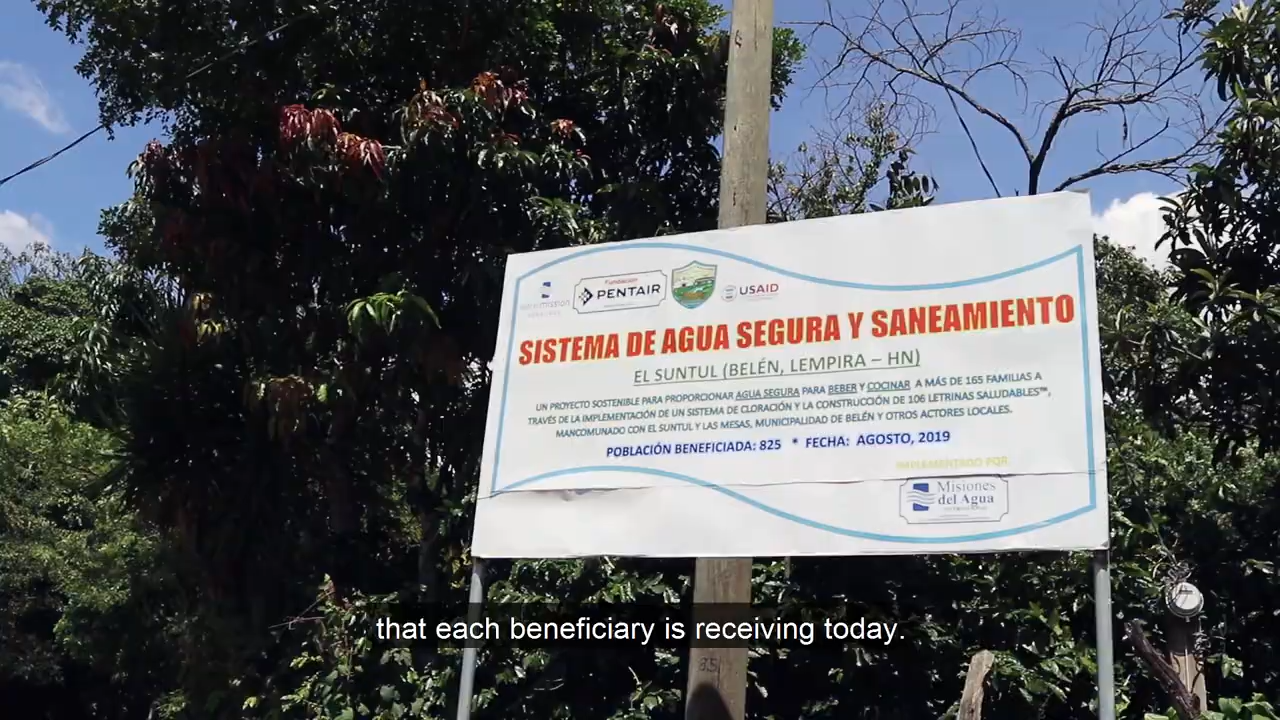 Fundación
PENTAIR
USAID
SISTEMA DE AGUA SEGURA Y SANEAMIENTO
EL SUNTUL (BELÉN, LEMPIRA – HN)
UN PROYECTO SOSTENIBLE PARA PROPORCIONAR AGUA SEGURA PARA BEBER Y COCINAR A MÁS DE 165 FAMILIAS A
TRAVÉS DE LA IMPLEMENTACIÓN DE UN SISTEMA DE CLORACIÓN Y LA CONSTRUCCIÓN DE 106 LETRINAS SALUDABLES™,
MANCOMUNADO CON EL SUNTUL Y LAS MESAS, MUNICIPALIDAD DE BELÉN Y OTROS ACTORES LOCALES.
POBLACIÓN BENEFICIADA: 825 * FECHA: AGOSTO, 2019
IMPLEMENTADO POR:
Misiones
del Agua
that each beneficiary is receiving today.